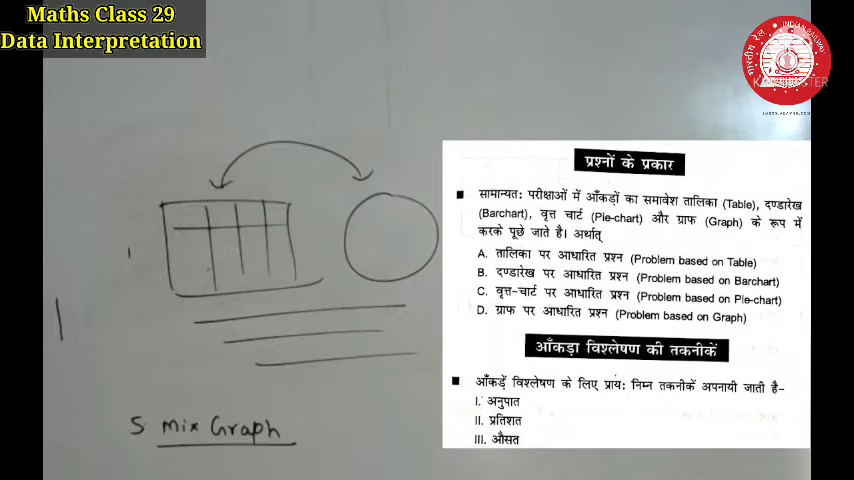 Maths Class 29
Data Interpretation
भारतीय रेल
INDIAN RAILWAY
प्रश्नों के प्रकार
सामान्यत: परीक्षाओं में आँकड़ों का समावेश तालिका (Table), दण्डारेख
(Barchart), वृत्त चार्ट (Pie-chart) और ग्राफ (Graph) के रूप में
करके पूछे जाते है। अर्थात्
A. तालिका पर आधारित प्रश्न (Problem based on Table)
B. दण्डारेख पर आधारित प्रश्न (Problem based on Barchart)
C. वृत्त-चार्ट पर आधारित प्रश्न (Problem based on Pie-chart)
D. ग्राफ पर आधारित प्रश्न (Problem based on Graph)
आँकड़ा विश्लेषण की तकनीकें
आँकड़ें विश्लेषण के लिए प्राय: निम्न तकनीकें अपनायी जाती है-
I. अनुपात
II. प्रतिशत
III. औसत
5 Mix Graph